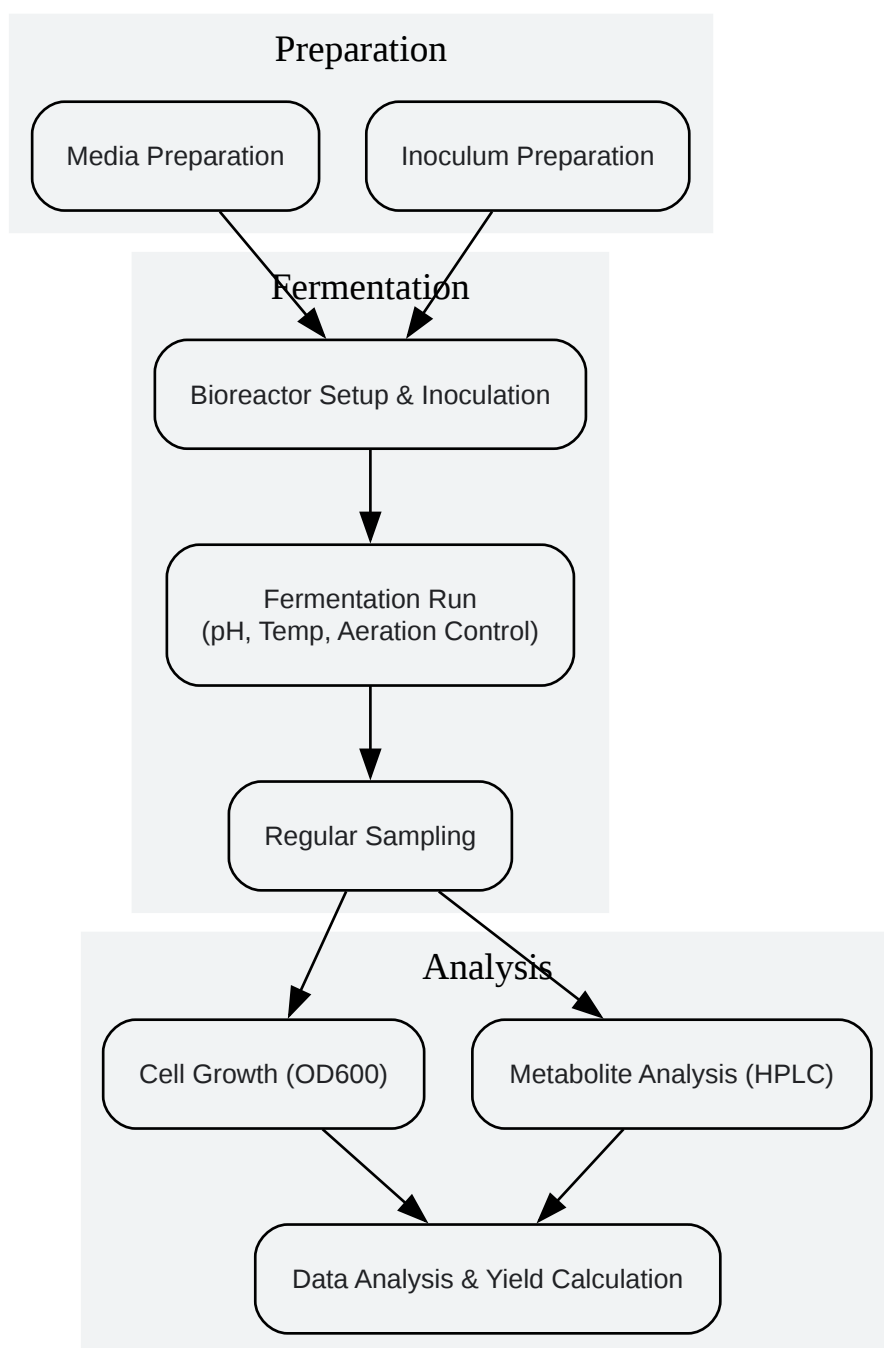 Preparation
Media Preparation
Inoculum Preparation
Fermentation
Bioreactor Setup & Inoculation
Fermentation Run
(pH, Temp, Aeration Control)
Regular Sampling
Analysis
Cell Growth (OD600)
Metabolite Analysis (HPLC)
Data Analysis & Yield Calculation